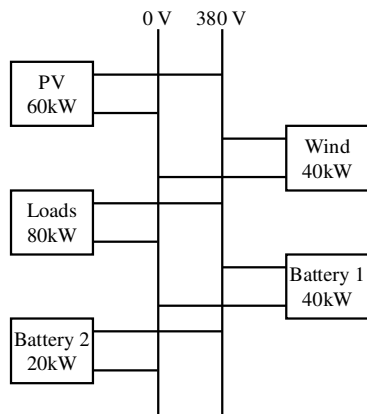 0 V 380 V
PV
60kW
Wind
40kW
Loads
80kW
Battery 1
40kW
Battery 2
20kW